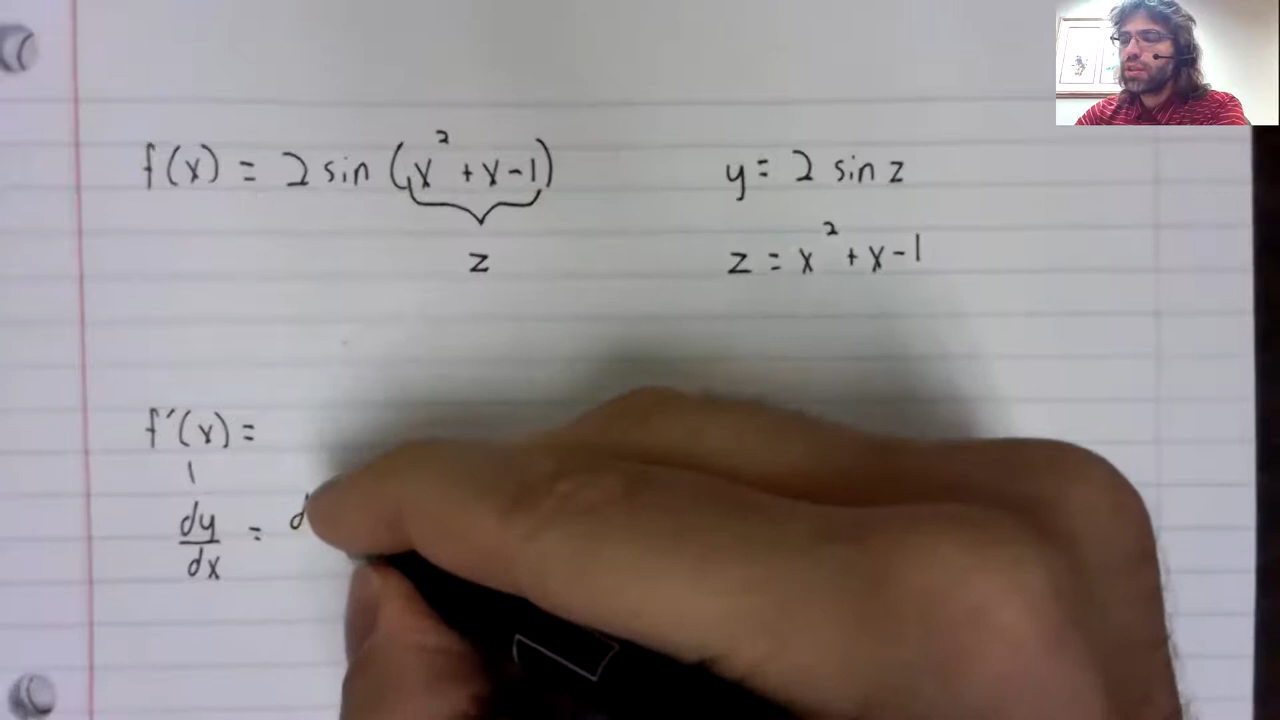 f(x) = 2 sin (x² + x - 1)
z
y = 2 sin z
z = x² + x - 1
f'(x) =
dy/dx = d